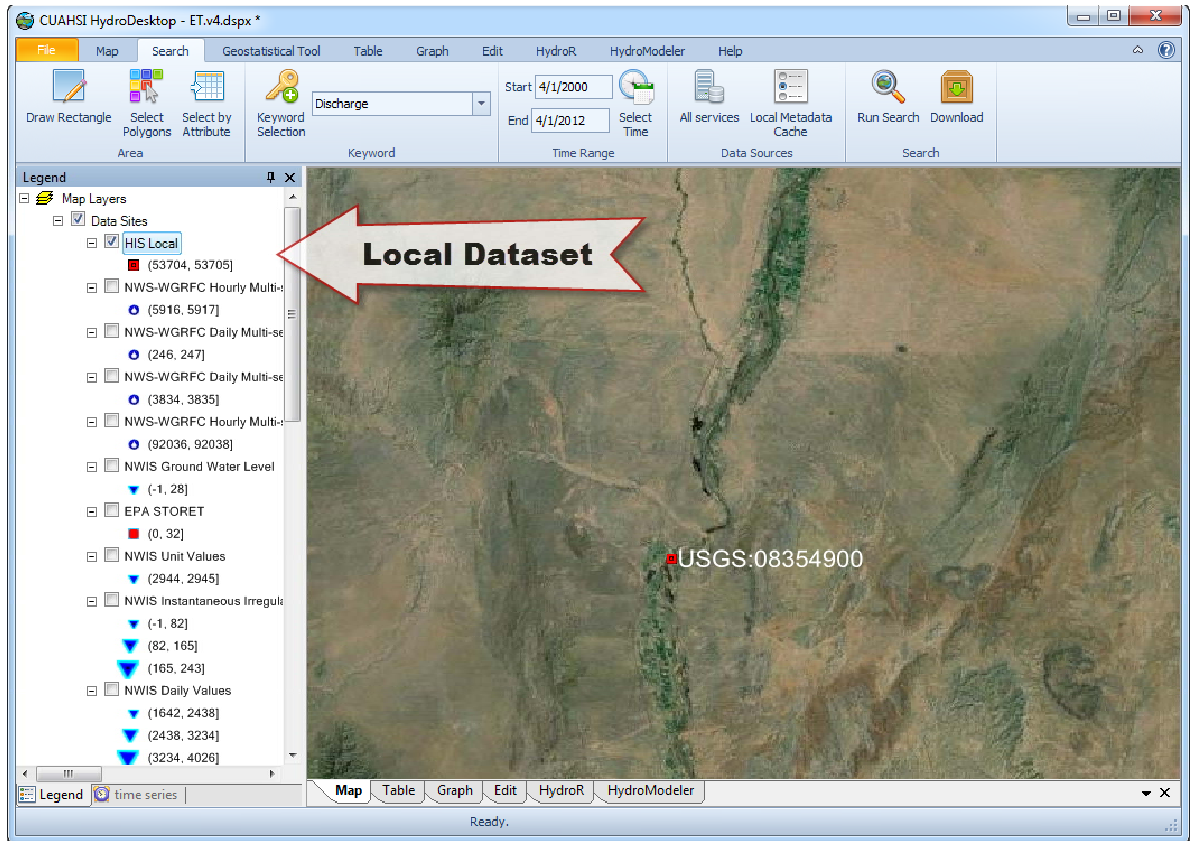 CUAHSI HydroDesktop - ET.v4.dspx *
File Map Search Geostatistical Tool Table Graph Edit HydroR HydroModeler Help
Draw Rectangle
Select Polygons
Select by Attribute
Area
Keyword Selection
Discharge
Keyword
Start 4/1/2000
End 4/1/2012
Select Time
Time Range
All services
Local Metadata Cache
Data Sources
Run Search
Download
Search
Legend
Map Layers
Data Sites
HIS Local
(53704, 53705]
NWS-WGRFC Hourly Multi-s
(5916, 5917]
NWS-WGRFC Daily Multi-se
(246, 247]
NWS-WGRFC Daily Multi-se
(3834, 3835]
NWS-WGRFC Hourly Multi-s
(92036, 92038]
NWIS Ground Water Level
(-1, 28]
EPA STORET
(0, 32]
NWIS Unit Values
(2944, 2945]
NWIS Instantaneous Irregula
(-1, 82]
(82, 165]
(165, 243]
NWIS Daily Values
(1642, 2438]
(2438, 3234]
(3234, 4026]
Legend time series
Local Dataset
USGS:08354900
Map Table Graph Edit HydroR HydroModeler
Ready.